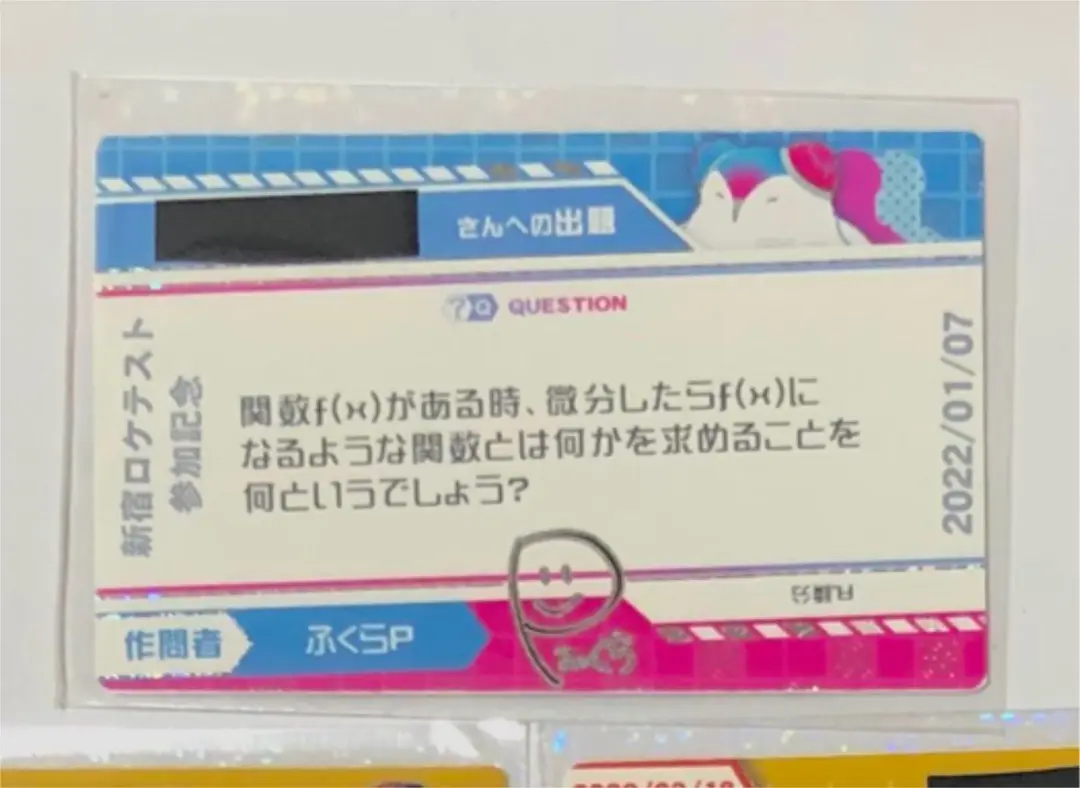 さんへの出題
?Q QUESTION
新宿ロケテスト
参加記念
関数f(x)がある時、微分したらf(x)に
なるような関数とは何かを求めることを
何というでしょう?
2022/01/07
作問者
ふくらP
ふくら